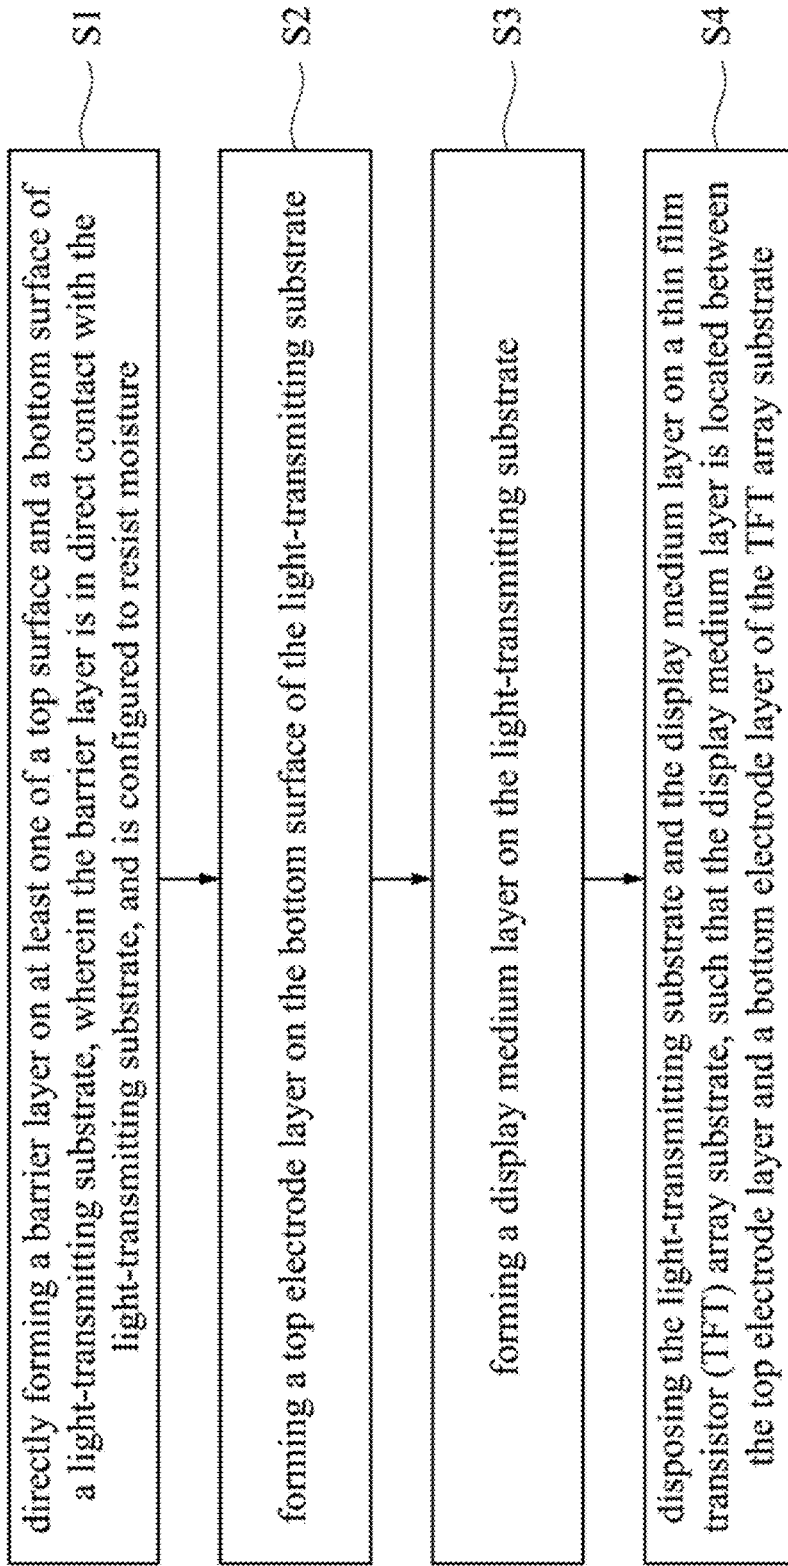 directly forming a barrier layer on at least one of a top surface and a bottom surface of
a light-transmitting substrate, wherein the barrier layer is in direct contact with the
light-transmitting substrate, and is configured to resist moisture
S1
forming a top electrode layer on the bottom surface of the light-transmitting substrate
S2
forming a display medium layer on the light-transmitting substrate
S3
disposing the light-transmitting substrate and the display medium layer on a thin film
transistor (TFT) array substrate, such that the display medium layer is located between
the top electrode layer and a bottom electrode layer of the TFT array substrate
S4